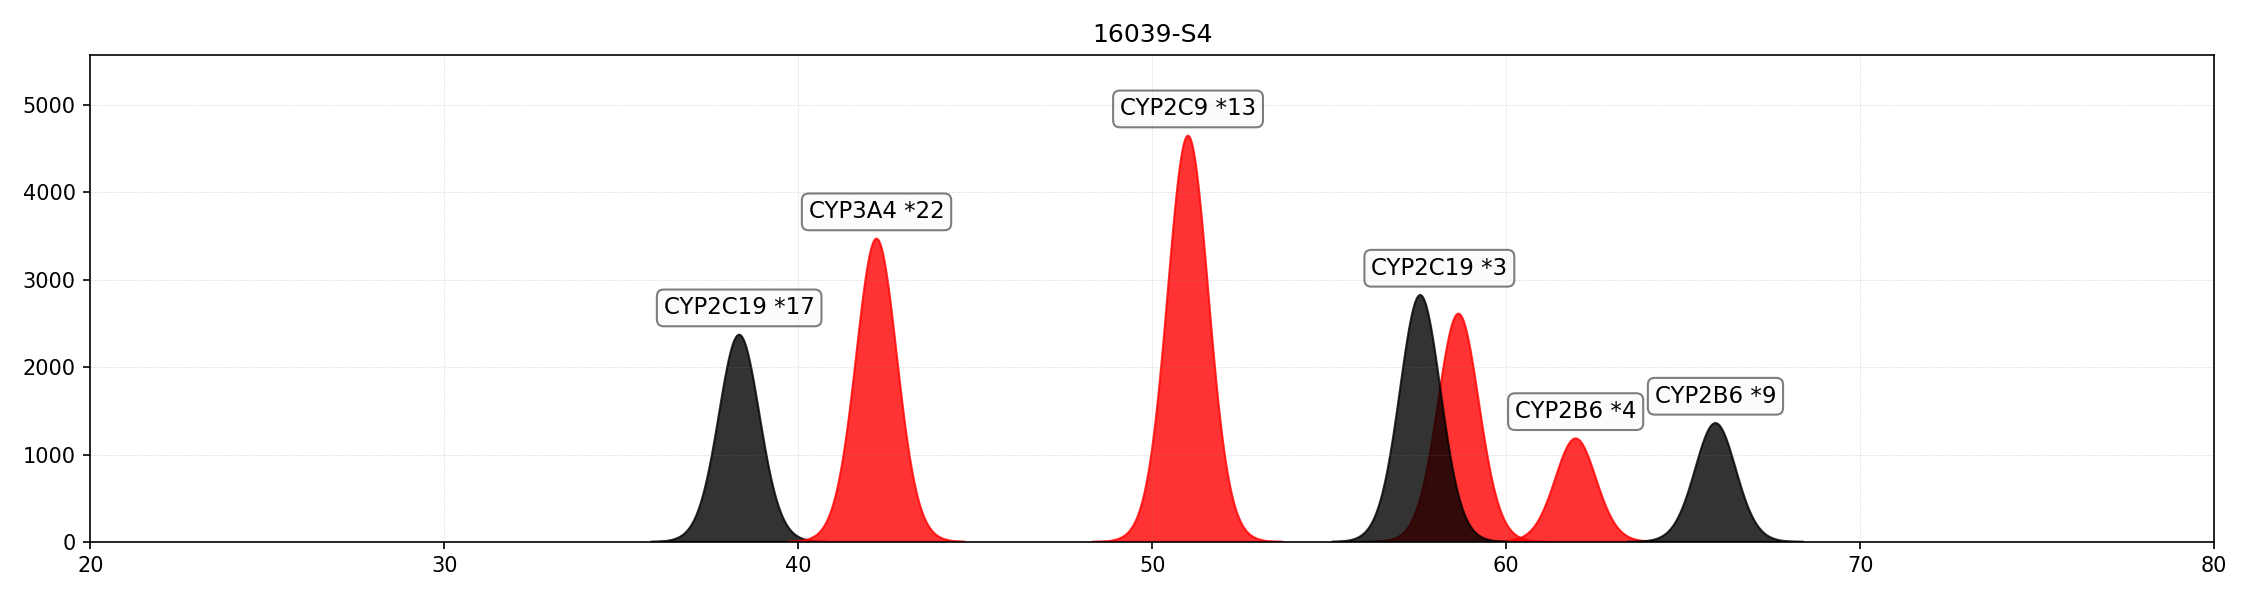 16039-S4
5000
4000
3000
2000
1000
0
CYP2C9 *13
CYP3A4 *22
CYP2C19 *3
CYP2C19 *17
CYP2B6 *9
CYP2B6 *4
20 30 40 50 60 70 80